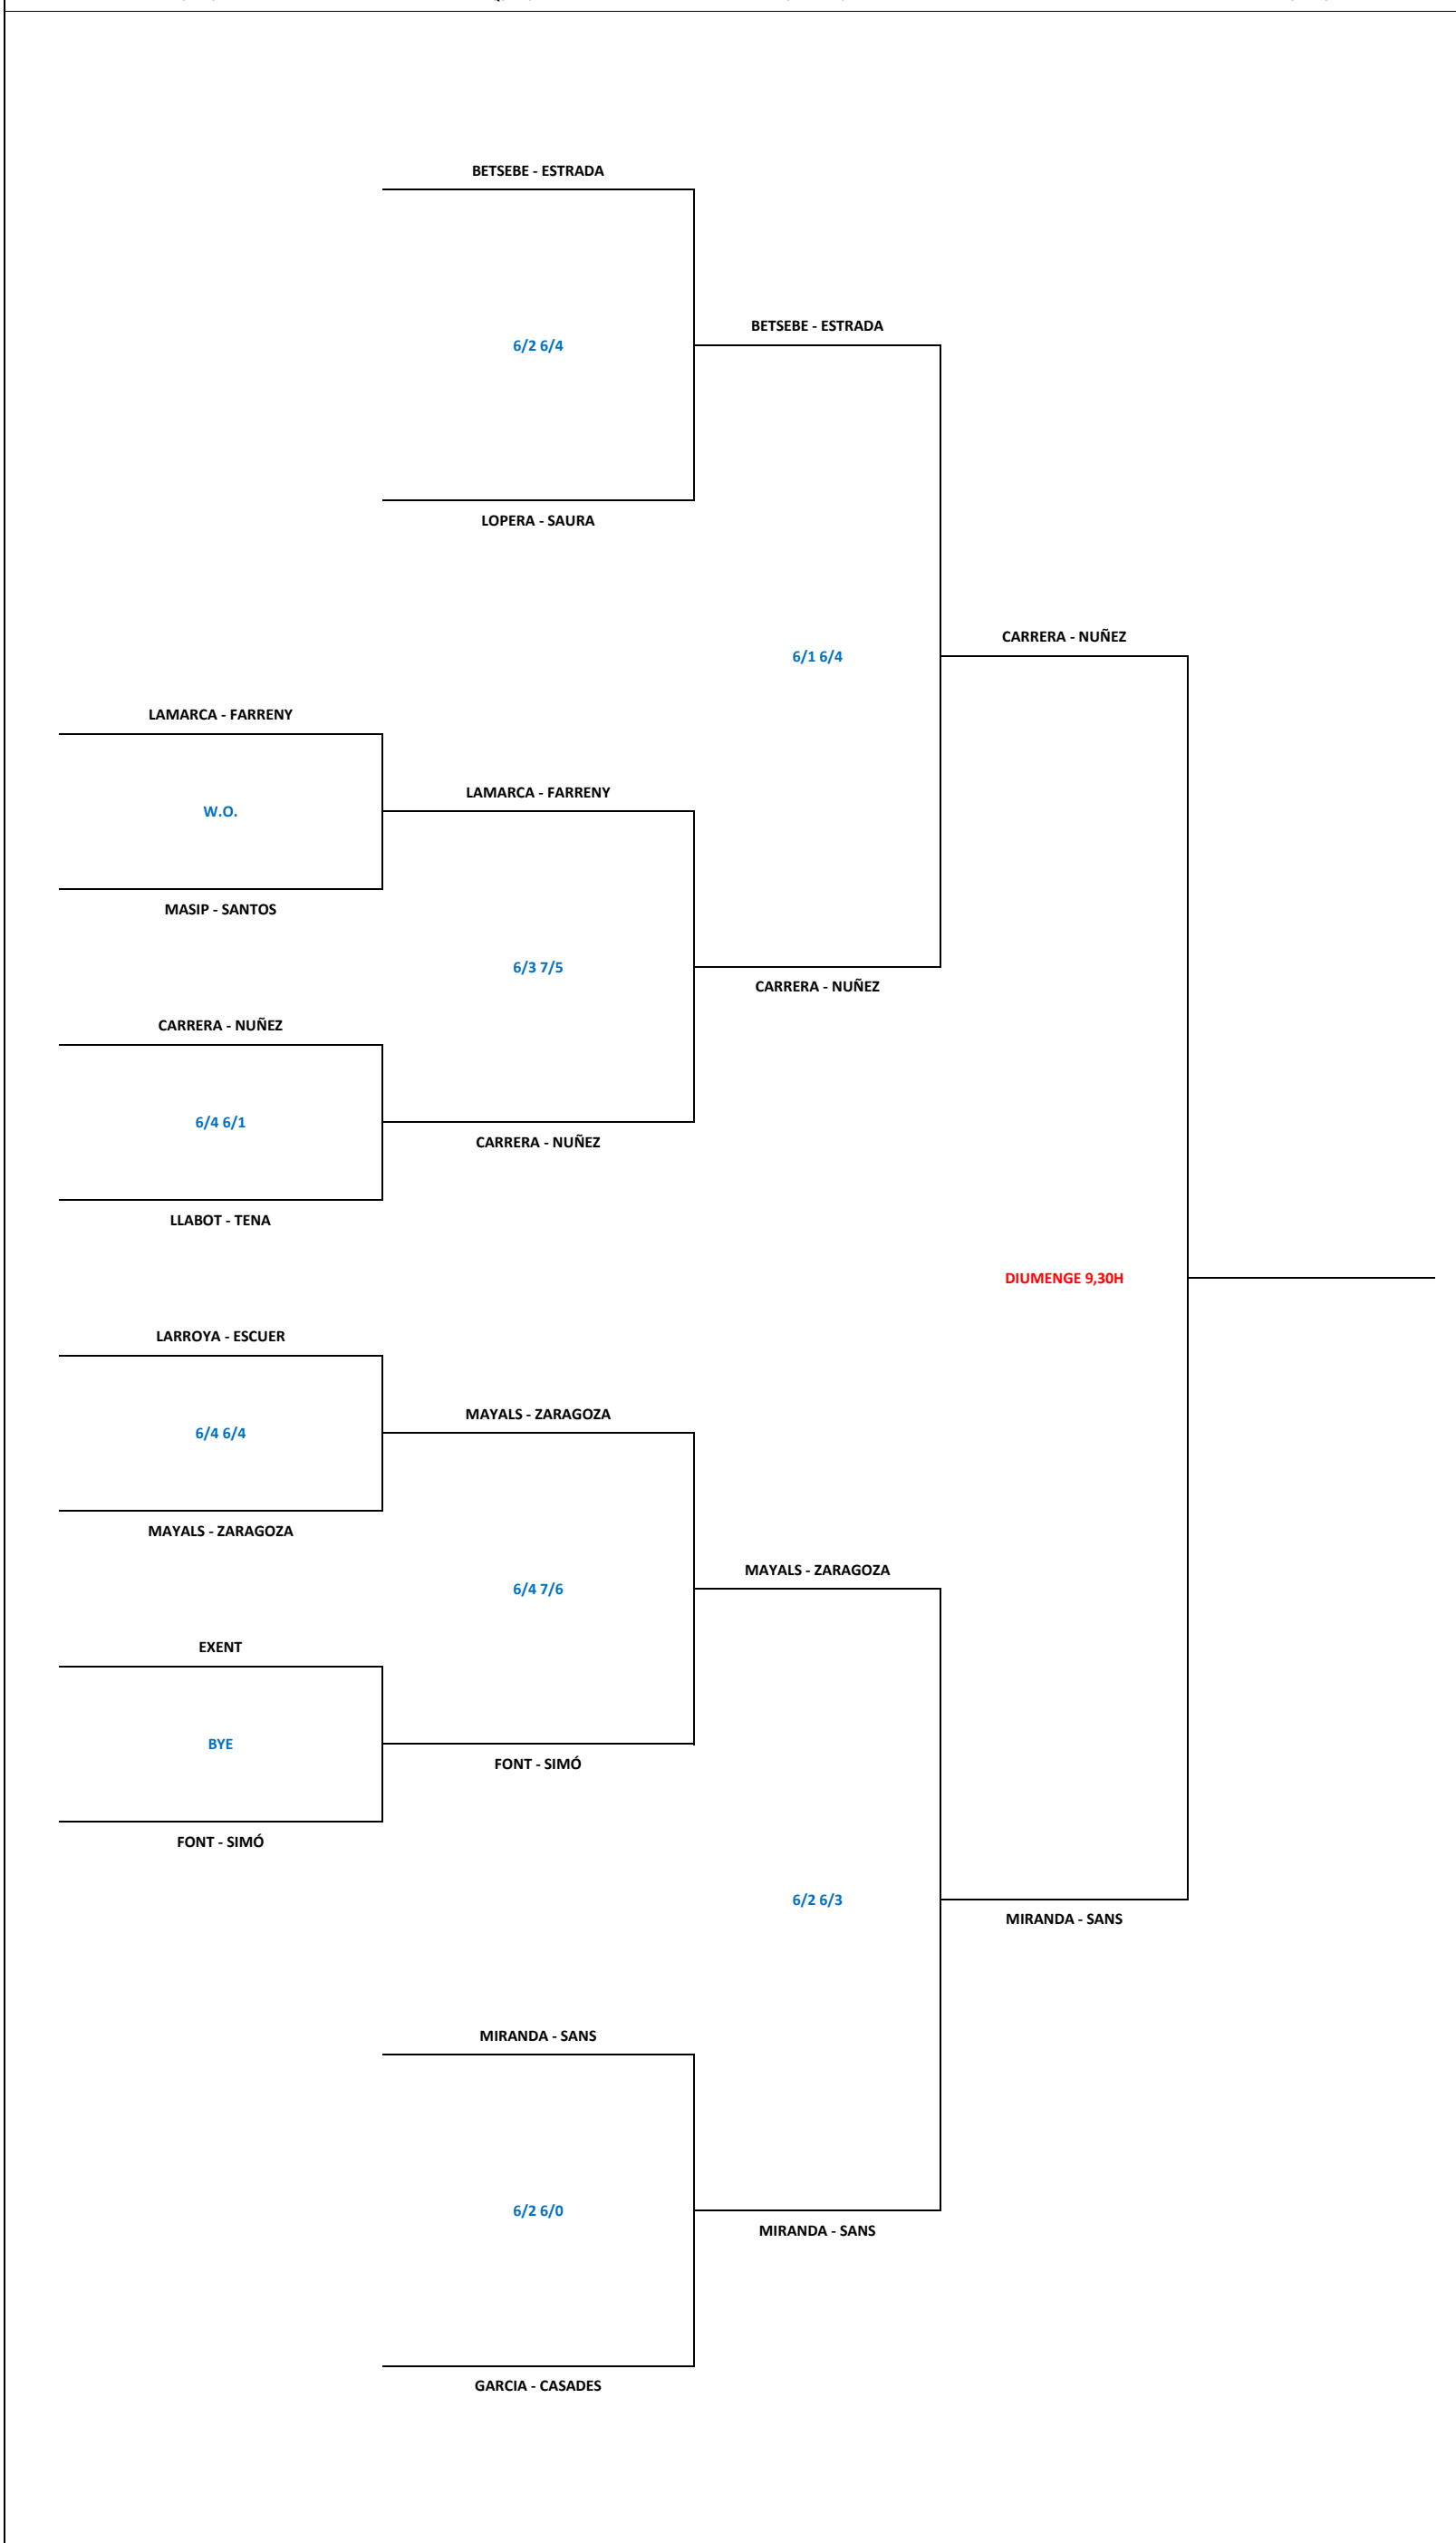 BETSEBE - ESTRADA
6/2 6/4
BETSEBE - ESTRADA
LOPERA - SAURA
6/1 6/4
CARRERA - NUÑEZ
LAMARCA - FARRENY
W.O.
LAMARCA - FARRENY
MASIP - SANTOS
6/3 7/5
CARRERA - NUÑEZ
CARRERA - NUÑEZ
6/4 6/1
CARRERA - NUÑEZ
LLABOT - TENA
DIUMENGE 9,30H
LARROYA - ESCUER
6/4 6/4
MAYALS - ZARAGOZA
MAYALS - ZARAGOZA
6/4 7/6
MAYALS - ZARAGOZA
EXENT
BYE
FONT - SIMÓ
FONT - SIMÓ
6/2 6/3
MIRANDA - SANS
MIRANDA - SANS
6/2 6/0
MIRANDA - SANS
GARCIA - CASADES